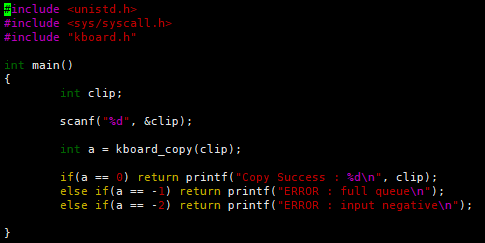 #include <unistd.h>
#include <sys/syscall.h>
#include "kboard.h"
int main()
{
int clip;
scanf("%d", &clip);
int a = kboard_copy(clip);
if(a == 0) return printf("Copy Success : %d\n", clip);
else if(a == -1) return printf("ERROR : full queue\n");
else if(a == -2) return printf("ERROR : input negative\n");
}